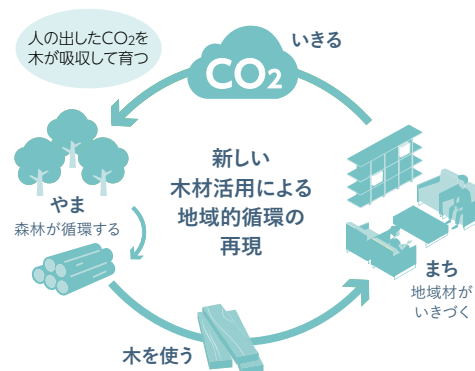 人の出したCO₂を
木が吸収して育つ
いきる
CO₂
新しい
木材活用による
地域的循環の
再現
やま
森林が循環する
まち
地域材が
いきづく
木を使う